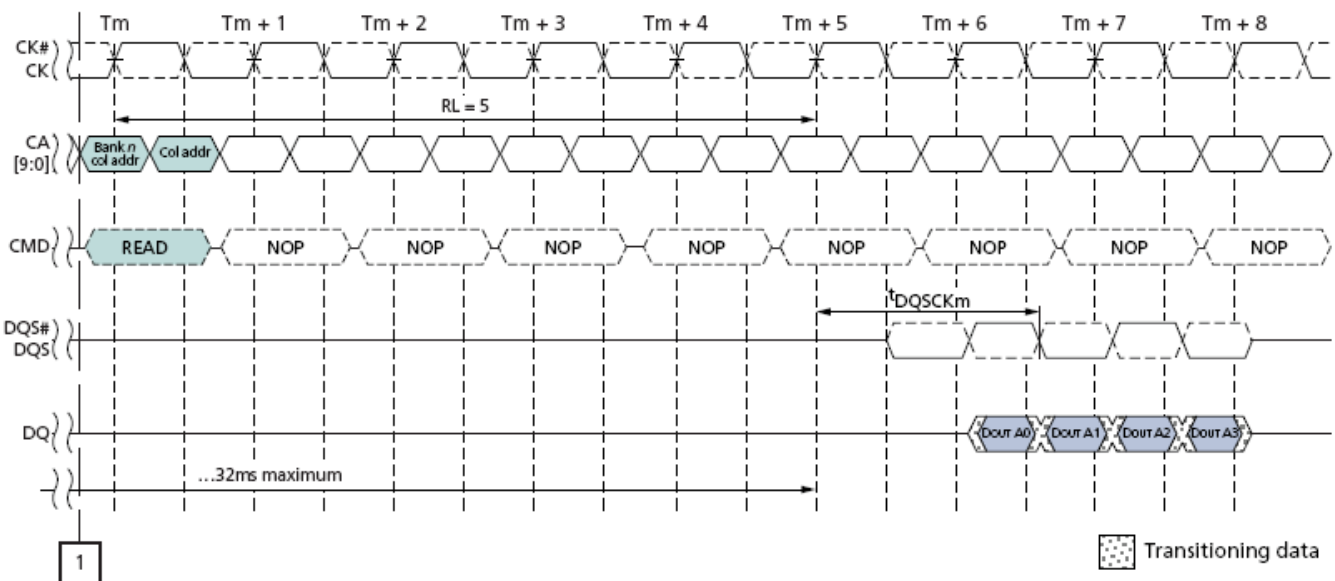 Tm Tm + 1 Tm + 2 Tm + 3 Tm + 4 Tm + 5 Tm + 6 Tm + 7 Tm + 8
CK#
CK
RL = 5
CA
[9:0]
Bank n
col addr
Col addr
CMD
READ NOP NOP NOP NOP NOP NOP NOP NOP
tDQSCKm
DQS#
DQS
DQ
DOUT A0 DOUT A1 DOUT A2 DOUT A3
...32ms maximum
1
Transitioning data